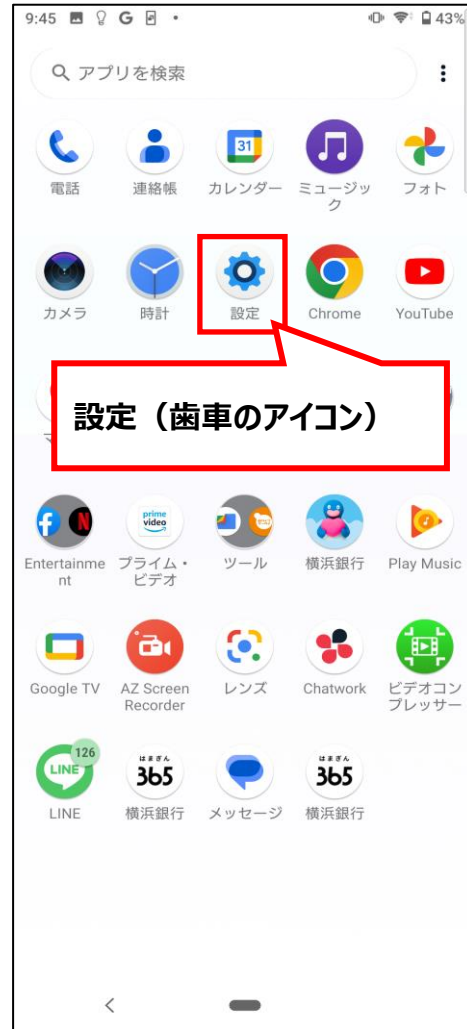 9:45 G 43%
アプリを検索
31
電話 連絡帳 カレンダー ミュージッ フォト
ク
カメラ 時計 設定 Chrome YouTube
設定（歯車のアイコン）
prime
video
Entertainme プライム・ ツール 横浜銀行 Play Music
nt ビデオ
Google TV AZ Screen レンズ Chatwork ビデオコン
Recorder プレッサー
126
LINE
はまぎん はまぎん
365 365
LINE 横浜銀行 メッセージ 横浜銀行